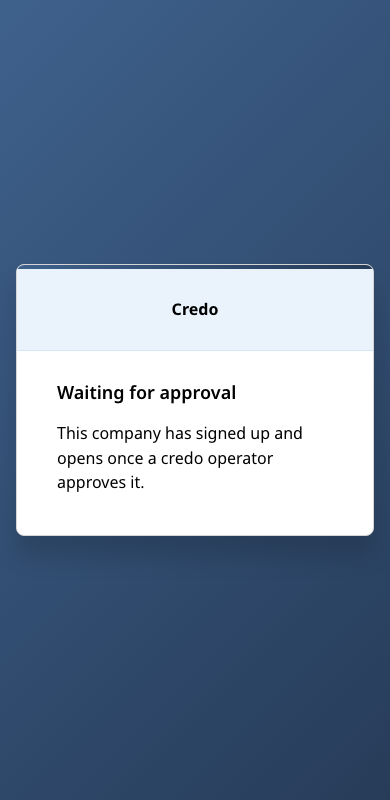 Credo
Waiting for approval
This company has signed up and
opens once a credo operator
approves it.